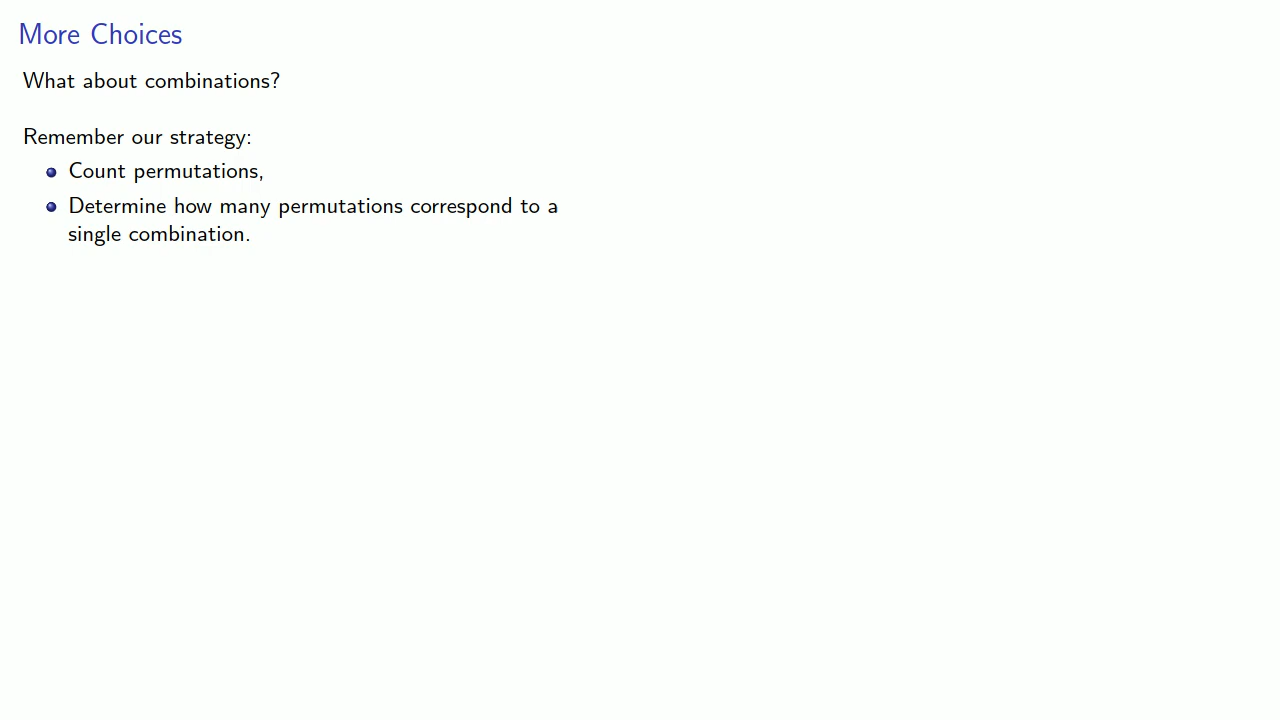 More Choices
What about combinations?
Remember our strategy:
Count permutations,
Determine how many permutations correspond to a
single combination.